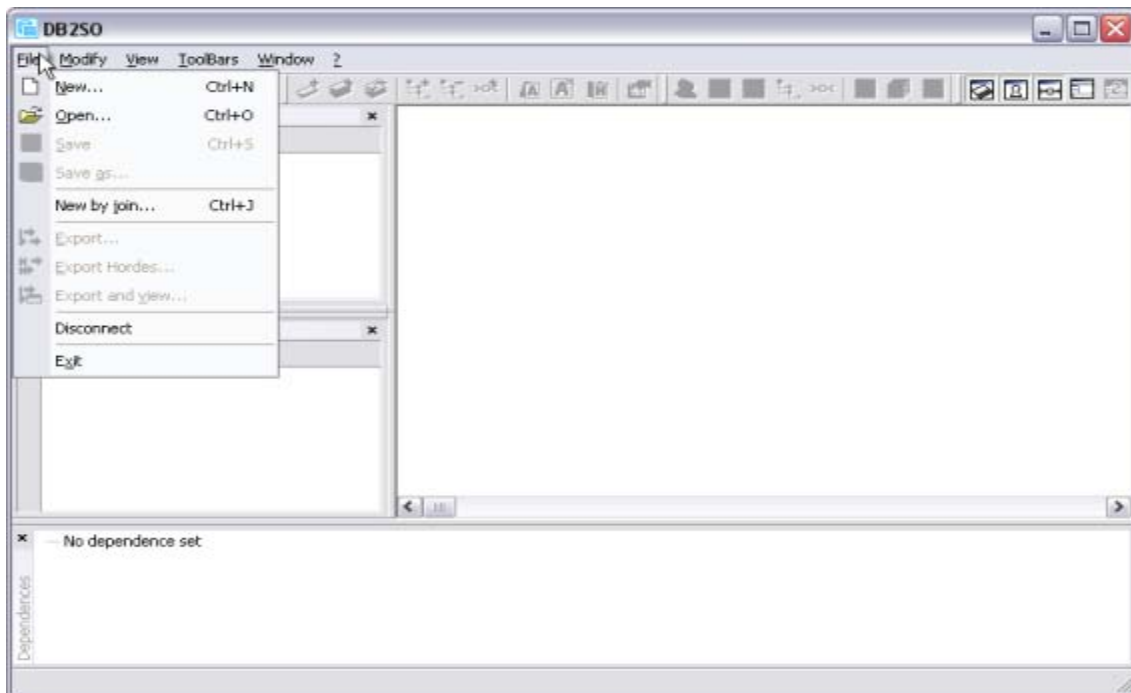 DB2SO
File Modify View ToolBars Window ?
New... Ctrl+N
Open... Ctrl+O
Save Ctrl+S
Save as...
New by join... Ctrl+J
Export...
Export Hordes...
Export and view...
Disconnect
Exit
No dependence set
Dependences